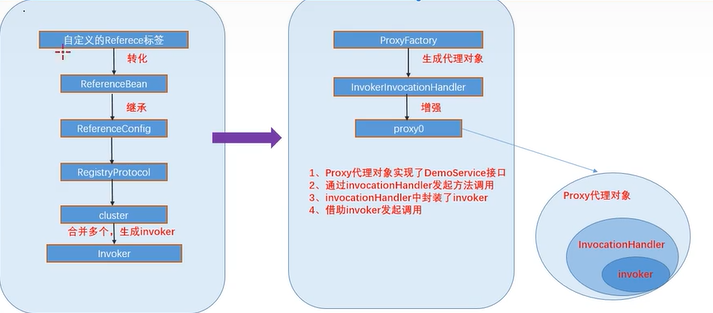 自定义的Referece标签
转化
ReferenceBean
继承
ReferenceConfig
RegistryProtocol
cluster
合并多个，生成invoker
Invoker
ProxyFactory
生成代理对象
InvokerInvocationHandler
增强
proxy0
1、Proxy代理对象实现了DemoService接口
2、通过invocationHandler发起方法调用
3、invocationHandler中封装了invoker
4、借助invoker发起调用
Proxy代理对象
InvocationHandler
invoker